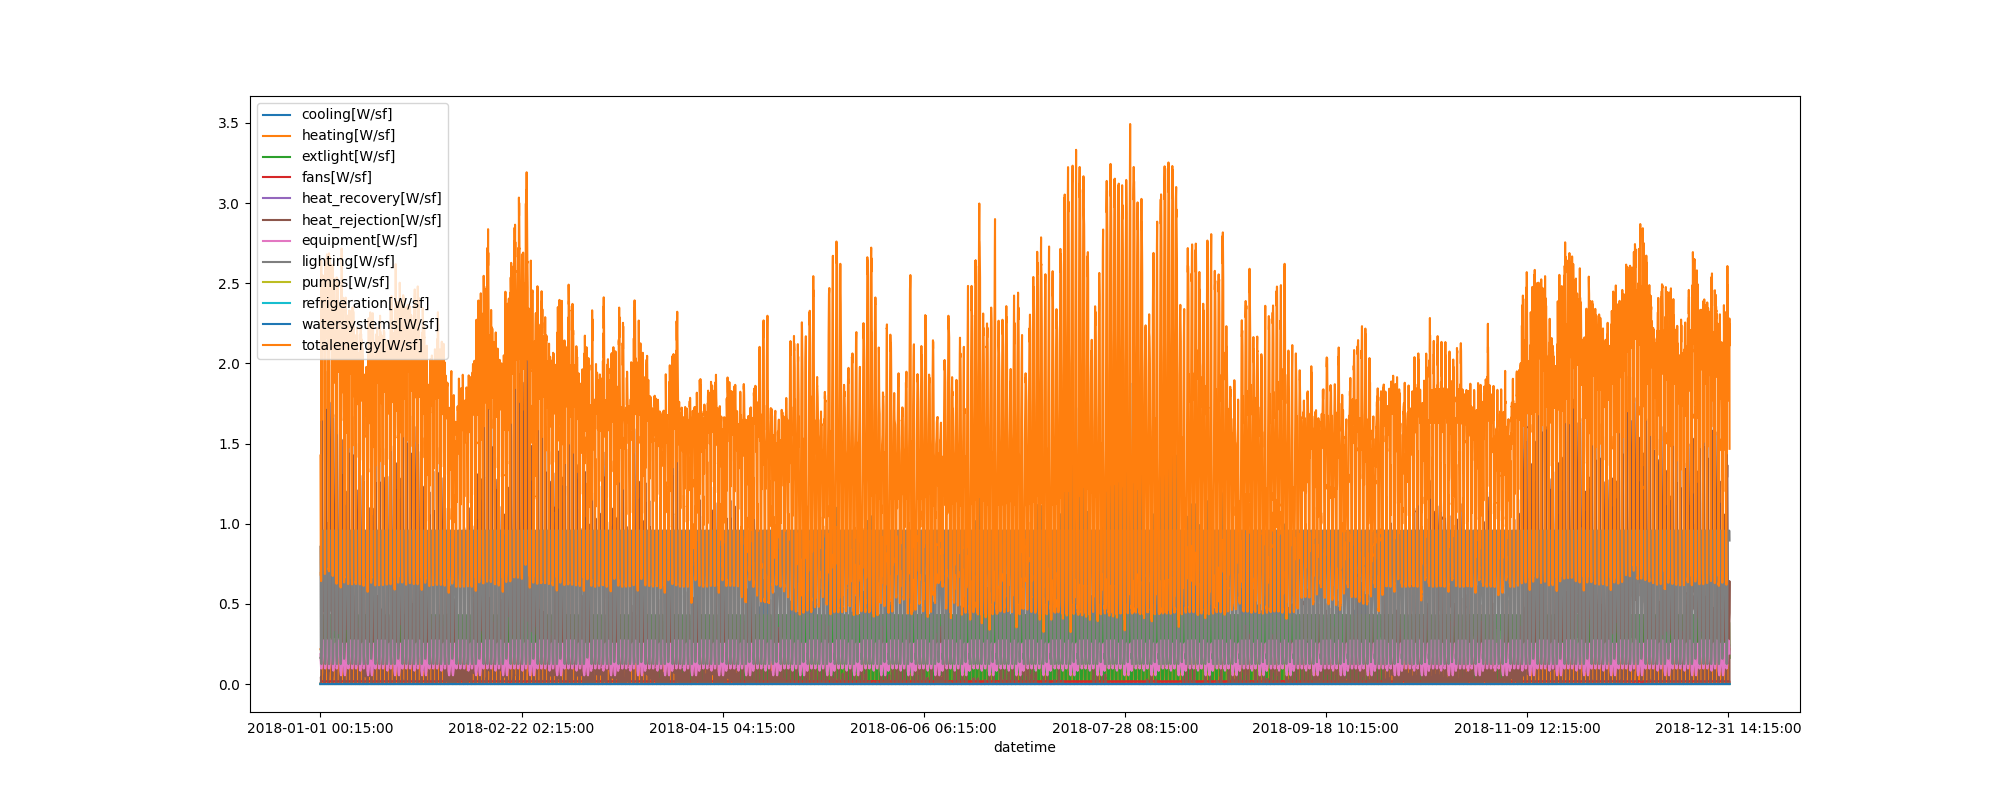 3.5
3.0
2.5
2.0
1.5
1.0
0.5
0.0
cooling[W/sf]
heating[W/sf]
extlight[W/sf]
fans[W/sf]
heat_recovery[W/sf]
heat_rejection[W/sf]
equipment[W/sf]
lighting[W/sf]
pumps[W/sf]
refrigeration[W/sf]
watersystems[W/sf]
totalenergy[W/sf]
2018-01-01 00:15:00 2018-02-22 02:15:00 2018-04-15 04:15:00 2018-06-06 06:15:00 2018-07-28 08:15:00 2018-09-18 10:15:00 2018-11-09 12:15:00 2018-12-31 14:15:00
datetime